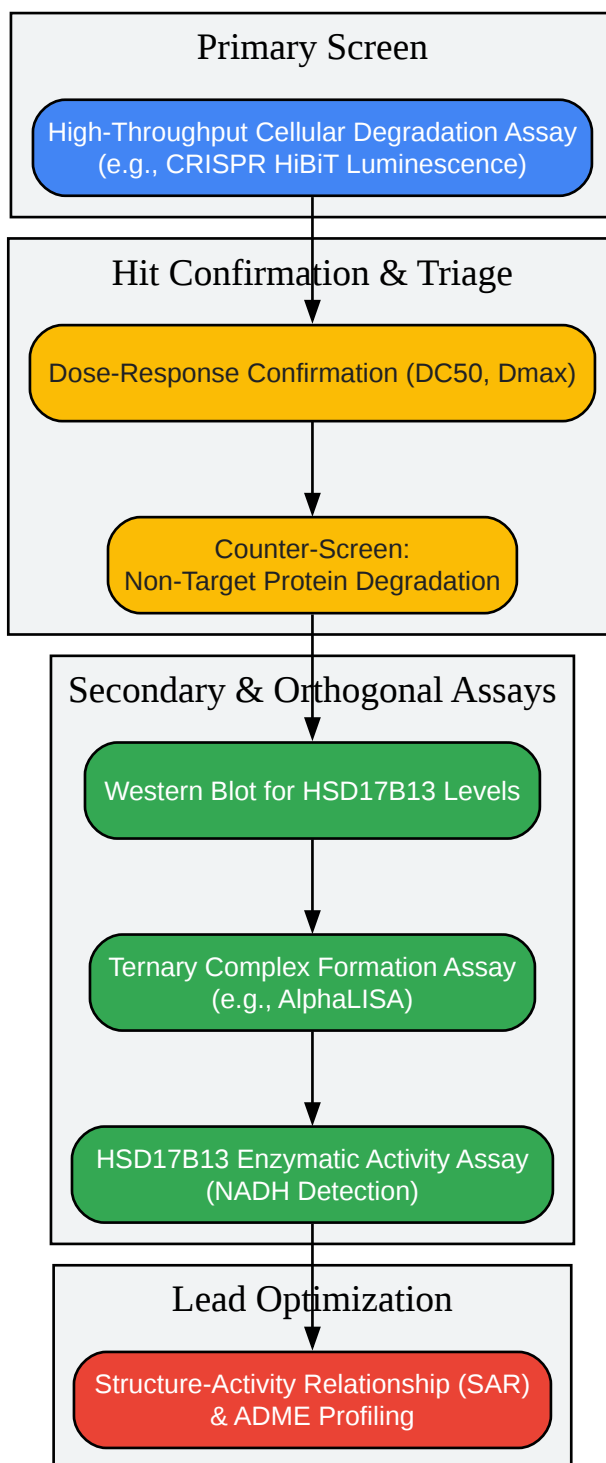 Primary Screen
High-Throughput Cellular Degradation Assay
(e.g., CRISPR HiBiT Luminescence)
Hit Confirmation & Triage
Dose-Response Confirmation (DC50, Dmax)
Counter-Screen:
Non-Target Protein Degradation
Secondary & Orthogonal Assays
Western Blot for HSD17B13 Levels
Ternary Complex Formation Assay
(e.g., AlphaLISA)
HSD17B13 Enzymatic Activity Assay
(NADH Detection)
Lead Optimization
Structure-Activity Relationship (SAR)
& ADME Profiling